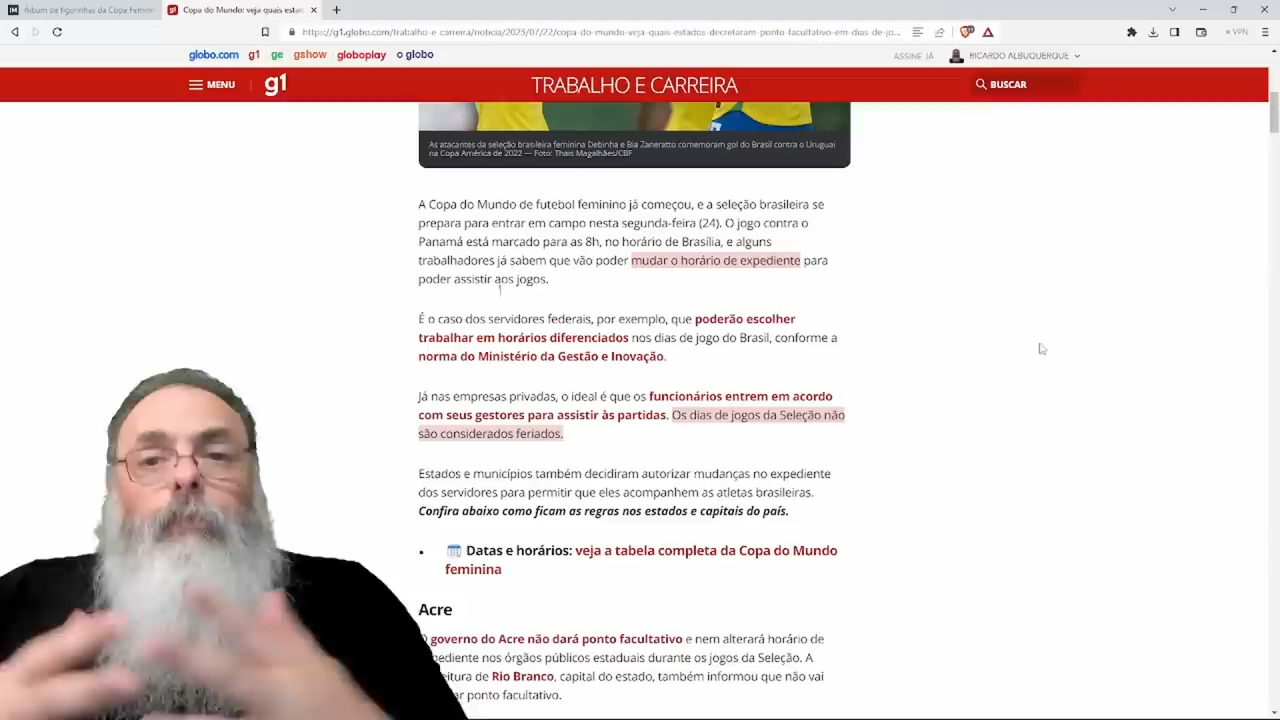 Álbum de figurinhas da Copa Femini
Copa do Mundo: veja quais estad
https://g1.globo.com/trabalho-e-carreira/noticia/2023/07/22/copa-do-mundo-veja-quais-estados-decretaram-ponto-facultativo-em-dias-de-jo...
VPN
globo.com g1 ge gshow globoplay o globo
ASSINE JÁ
RICARDO ALBUQUERQUE
MENU
g1
TRABALHO E CARREIRA
BUSCAR
As atacantes da seleção brasileira feminina Debinha e Bia Zaneratto comemoram gol do Brasil contra o Uruguai
na Copa América de 2022 — Foto: Thais Magalhães/CBF
A Copa do Mundo de futebol feminino já começou, e a seleção brasileira se
prepara para entrar em campo nesta segunda-feira (24). O jogo contra o
Panamá está marcado para as 8h, no horário de Brasília, e alguns
trabalhadores já sabem que vão poder mudar o horário de expediente para
poder assistir aos jogos.
É o caso dos servidores federais, por exemplo, que poderão escolher
trabalhar em horários diferenciados nos dias de jogo do Brasil, conforme a
norma do Ministério da Gestão e Inovação.
Já nas empresas privadas, o ideal é que os funcionários entrem em acordo
com seus gestores para assistir às partidas. Os dias de jogos da Seleção não
são considerados feriados.
Estados e municípios também decidiram autorizar mudanças no expediente
dos servidores para permitir que eles acompanhem as atletas brasileiras.
Confira abaixo como ficam as regras nos estados e capitais do país.
• Datas e horários: veja a tabela completa da Copa do Mundo
feminina
Acre
governo do Acre não dará ponto facultativo e nem alterará horário de
pediente nos órgãos públicos estaduais durante os jogos da Seleção. A
eitura de Rio Branco, capital do estado, também informou que não vai
ar ponto facultativo.